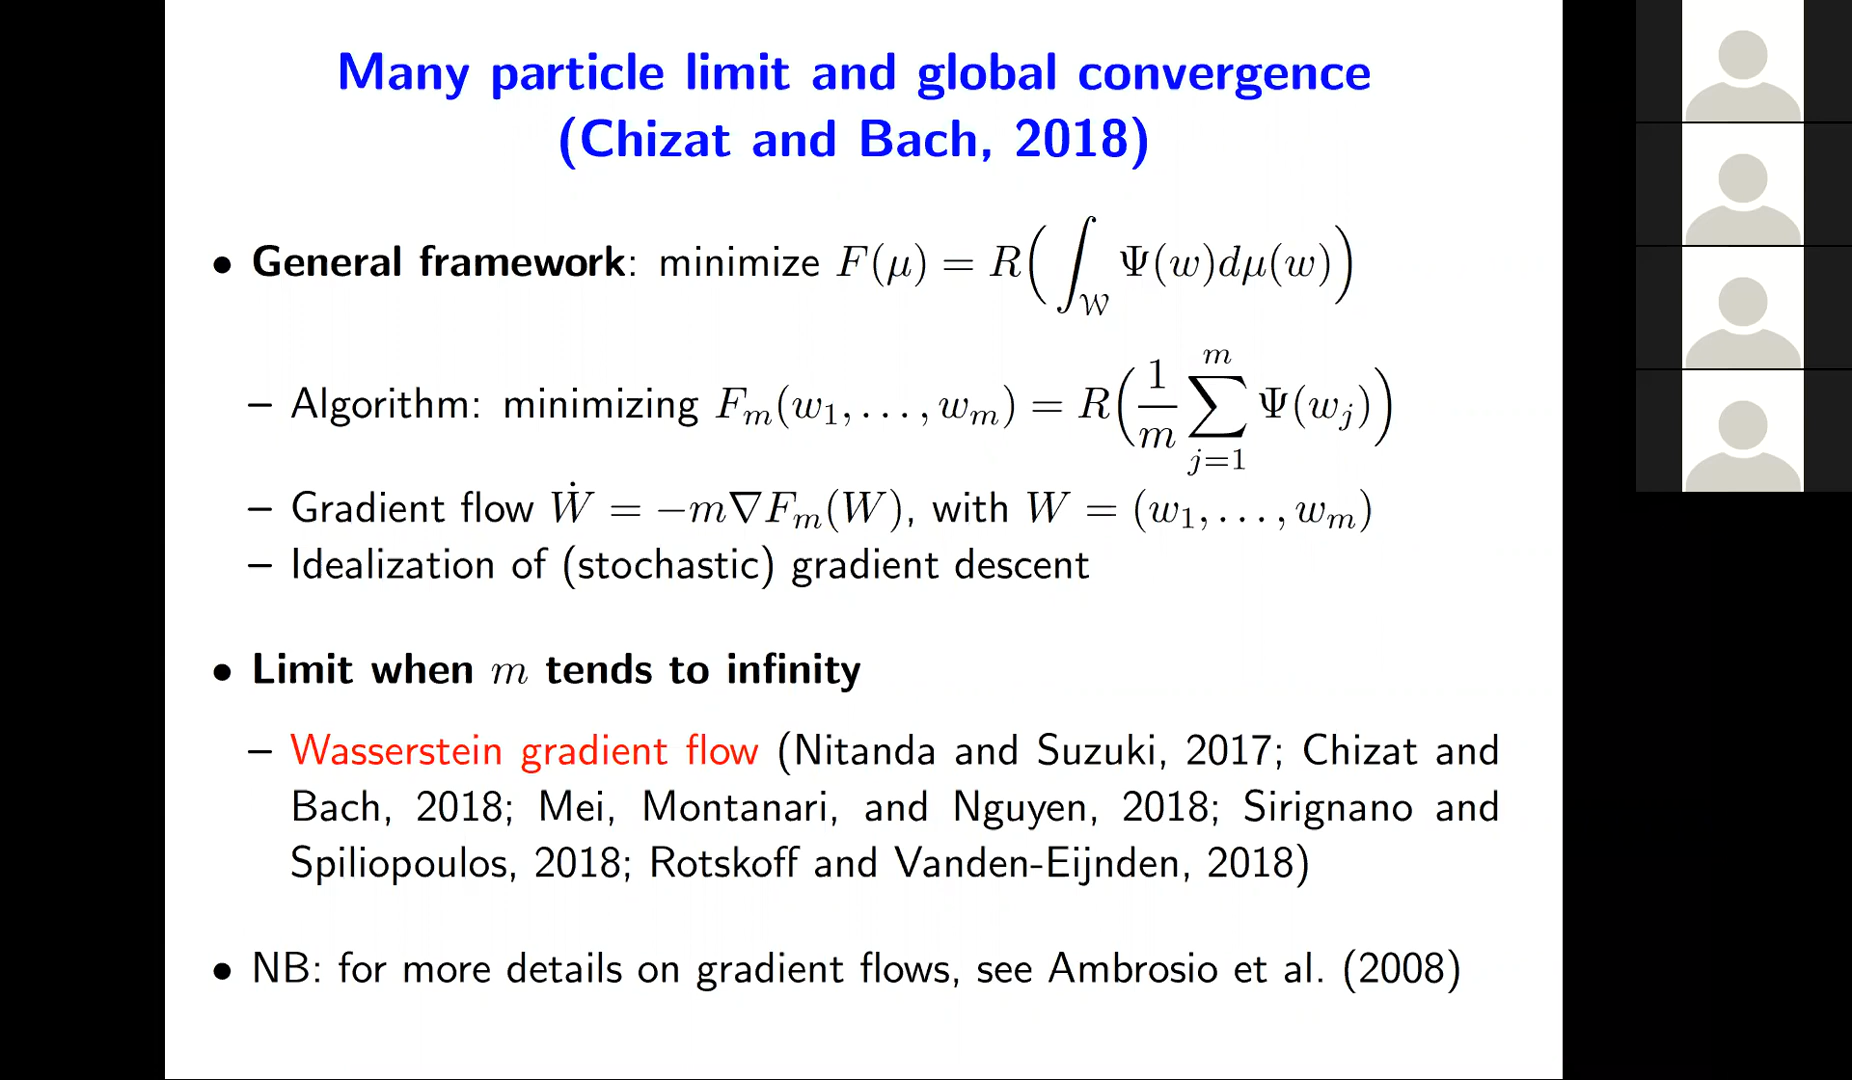 Many particle limit and global convergence
(Chizat and Bach, 2018)
• General framework: minimize F(μ) = R(∫_𝒲 Ψ(w)dμ(w))
– Algorithm: minimizing F_m(w_1, . . . , w_m) = R(1/m ∑_{j=1}^m Ψ(w_j))
– Gradient flow Ẇ = −m∇F_m(W), with W = (w_1, . . . , w_m)
– Idealization of (stochastic) gradient descent
• Limit when m tends to infinity
– Wasserstein gradient flow (Nitanda and Suzuki, 2017; Chizat and
Bach, 2018; Mei, Montanari, and Nguyen, 2018; Sirignano and
Spiliopoulos, 2018; Rotskoff and Vanden-Eijnden, 2018)
• NB: for more details on gradient flows, see Ambrosio et al. (2008)